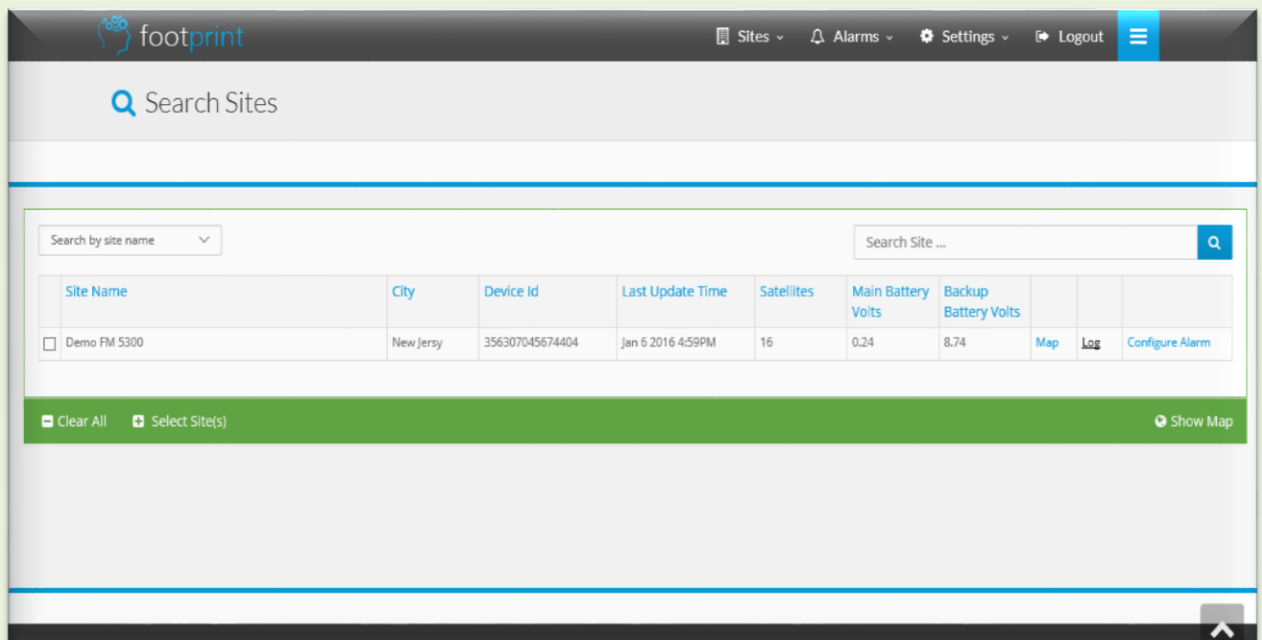 footprint
Sites Alarms Settings Logout
Search Sites
Search by site name
Search Site ...
Site Name City Device Id Last Update Time Satellites Main Battery Volts Backup Battery Volts
Demo FM 5300 New Jersy 356307045674404 Jan 6 2016 4:59PM 16 0.24 8.74 Map Log Configure Alarm
Clear All Select Site(s) Show Map